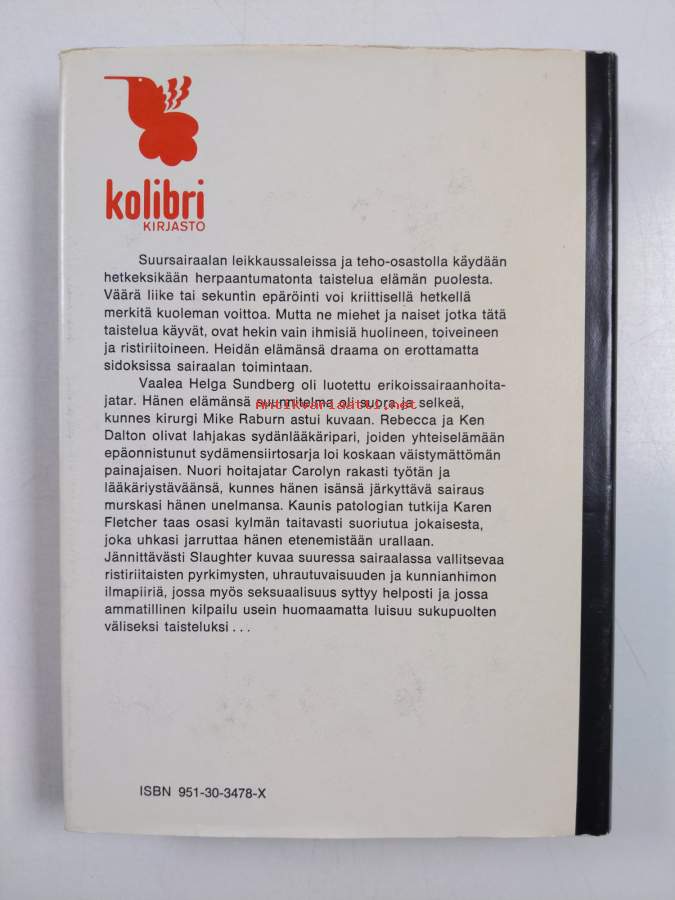 kolibri
KIRJASTO
Suursairaalan leikkaussaleissa ja teho-osastolla käydään
hetkeksikään herpaantumatonta taistelua elämän puolesta.
Väärä liike tai sekuntin epäröinti voi kriittisellä hetkellä
merkitä kuoleman voittoa. Mutta ne miehet ja naiset jotka tätä
taistelua käyvät, ovat hekin vain ihmisiä huolineen, toiveineen
ja ristiriitoineen. Heidän elämänsä draama on erottamatta
sidoksissa sairaalan toimintaan.
Vaalea Helga Sundberg oli luotettu erikoissairaanhoita-
jatar. Hänen elämänsä suunnitelma oli suora ja selkeä,
Antikvariaatti.net
kunnes kirurgi Mike Raburn astui kuvaan. Rebecca ja Ken
Dalton olivat lahjakas sydänlääkäripari, joiden yhteiselämään
epäonnistunut sydämensiirtosarja loi koskaan väistymättömän
painajaisen. Nuori hoitajatar Carolyn rakasti työtän ja
lääkäriystäväänsä, kunnes hänen isänsä järkyttävä sairaus
murskasi hänen unelmansa. Kaunis patologian tutkija Karen
Fletcher taas osasi kylmän taitavasti suoriutua jokaisesta,
joka uhkasi jarruttaa hänen etenemistään urallaan.
Jännittävästi Slaughter kuvaa suuressa sairaalassa vallitsevaa
ristiriitaisten pyrkimysten, uhrautuvaisuuden ja kunnianhimon
ilmapiiriä, jossa myös seksuaalisuus syttyy helposti ja jossa
ammatillinen kilpailu usein huomaamatta luisuu sukupuolten
väliseksi taisteluksi...
ISBN 951-30-3478-X